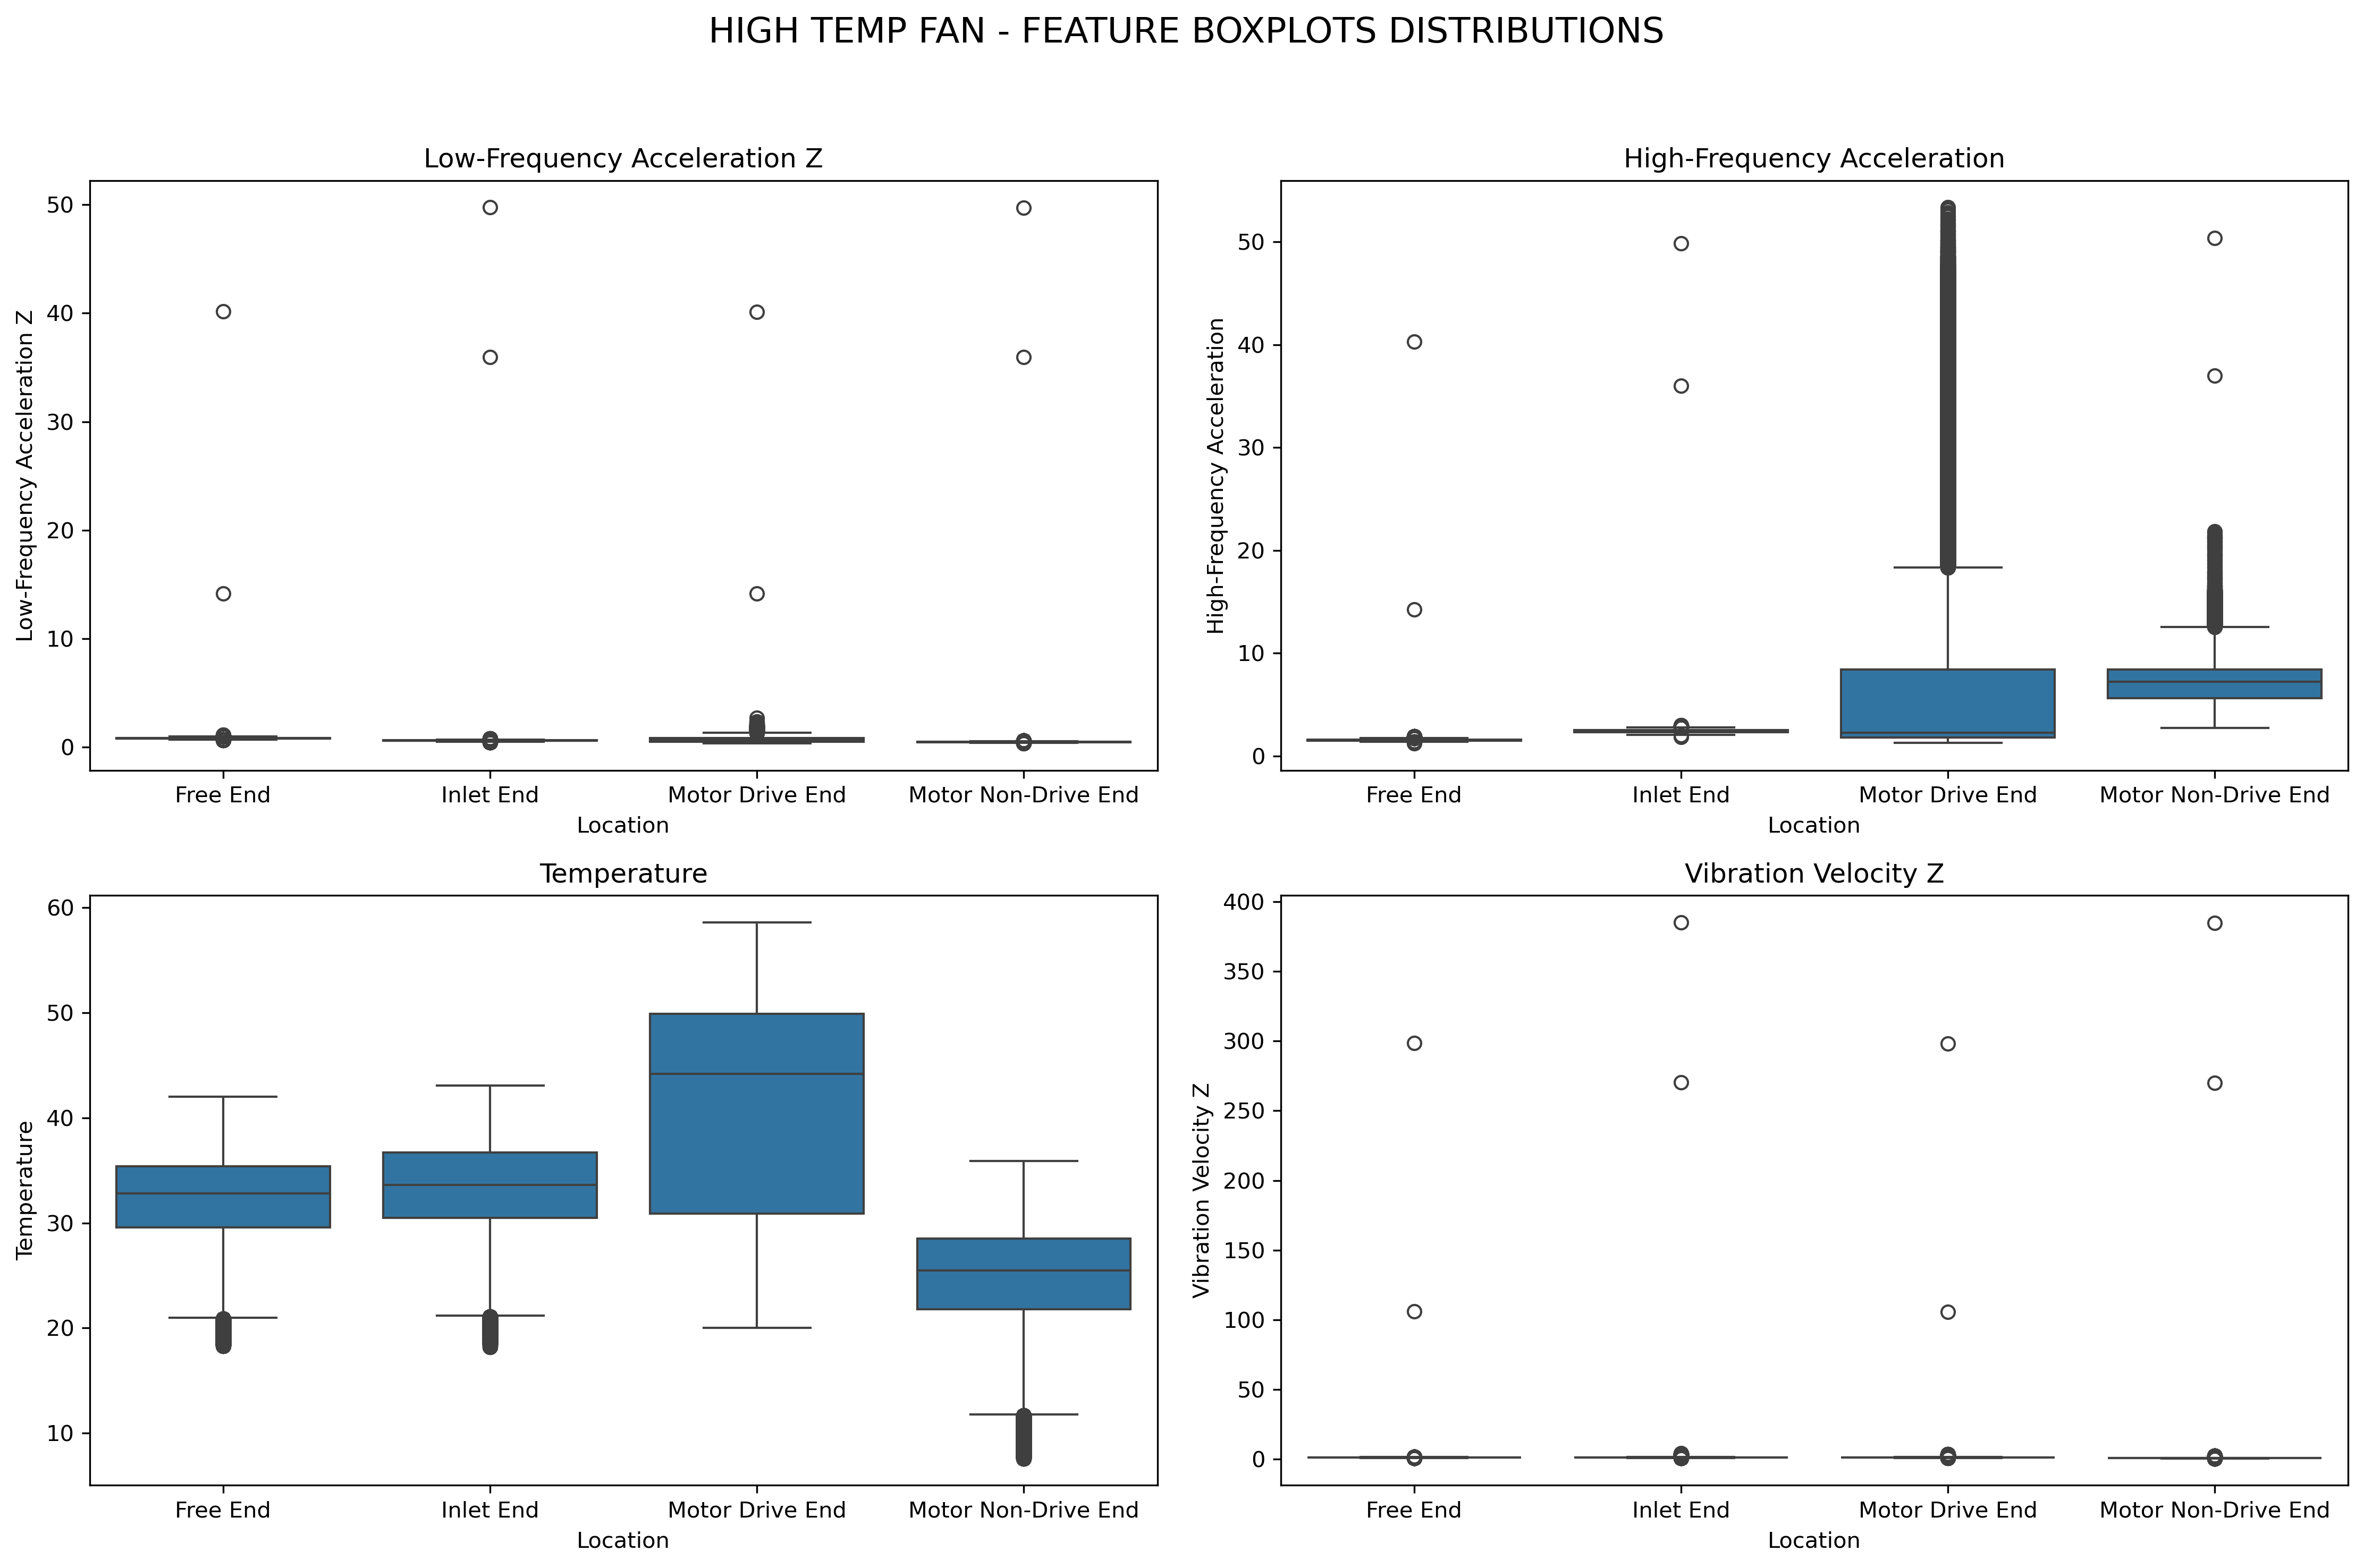 HIGH TEMP FAN - FEATURE BOXPLOTS DISTRIBUTIONS
Low-Frequency Acceleration Z
Low-Frequency Acceleration Z
50
40
30
20
10
0
Free End
Inlet End
Motor Drive End
Motor Non-Drive End
Location
High-Frequency Acceleration
High-Frequency Acceleration
50
40
30
20
10
0
Free End
Inlet End
Motor Drive End
Motor Non-Drive End
Location
Temperature
Temperature
60
50
40
30
20
10
Free End
Inlet End
Motor Drive End
Motor Non-Drive End
Location
Vibration Velocity Z
Vibration Velocity Z
400
350
300
250
200
150
100
50
0
Free End
Inlet End
Motor Drive End
Motor Non-Drive End
Location